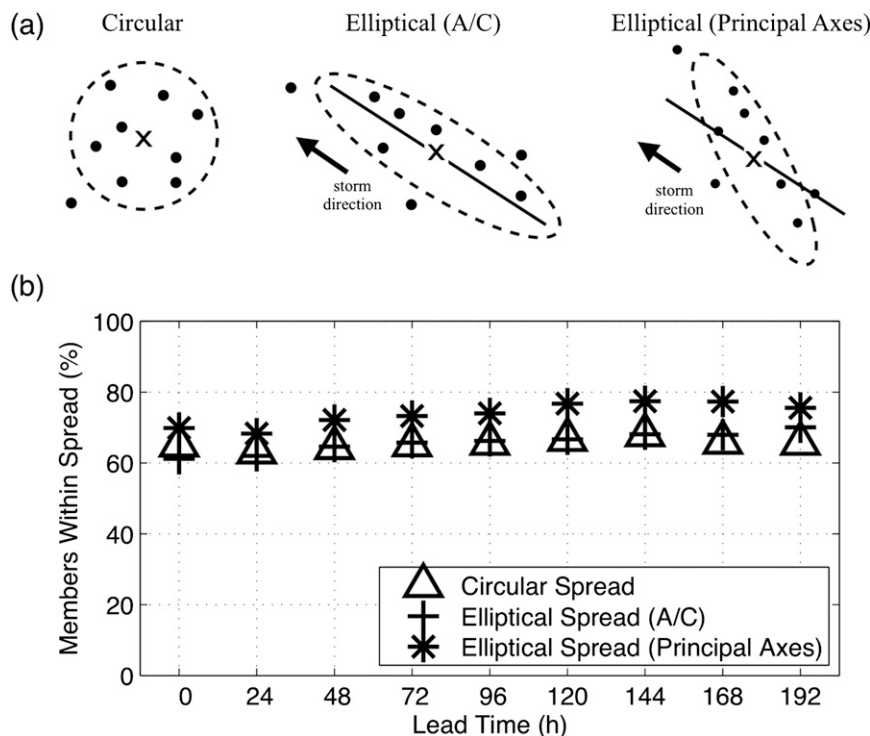 (a)
Circular
Elliptical (A/C)
Elliptical (Principal Axes)
X
X
X
storm
direction
storm
direction
(b)
Members Within Spread (%)
100
80
60
40
20
0
Circular Spread
Elliptical Spread (A/C)
Elliptical Spread (Principal Axes)
0 24 48 72 96 120 144 168 192
Lead Time (h)